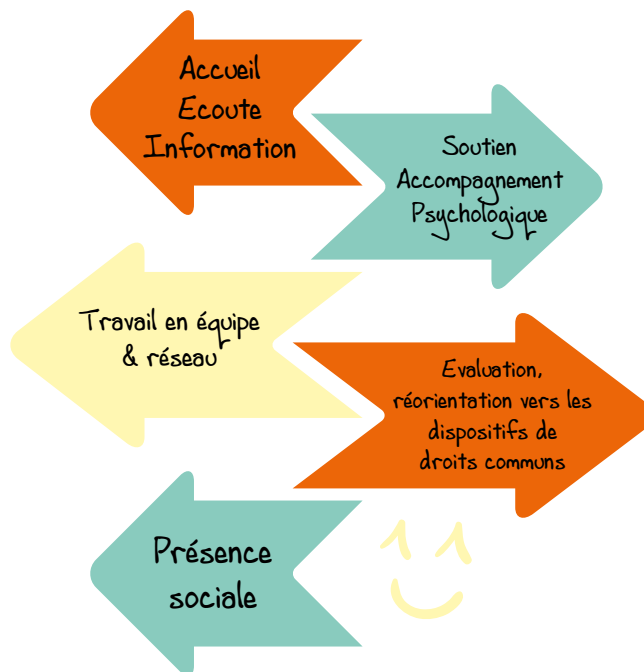 Accueil
Ecoute
Information
Soutien
Accompagnement
Psychologique
Travail en équipe
& réseau
Evaluation,
réorientation vers les
dispositifs de
droits communs
Présence
sociale